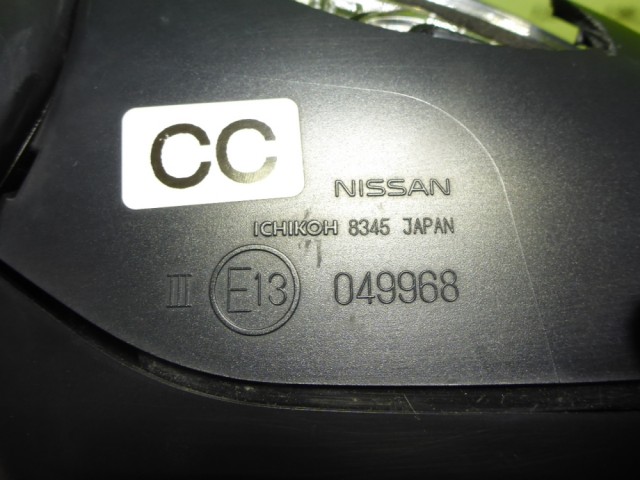 CC
NISSAN
ICHIKOH 8345 JAPAN
III E13 049968